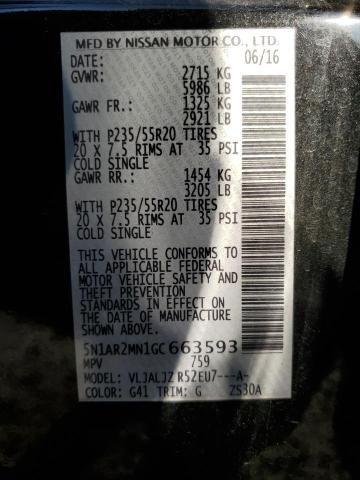 MFD BY NISSAN MOTOR CO., LTD.
DATE: 06/16
GVWR: 2715 KG
5986 LB
GAWR FR.: 1325 KG
2921 LB
WITH P235/55R20 TIRES
20 X 7.5 RIMS AT 35 PSI
COLD SINGLE
GAWR RR.: 1454 KG
3205 LB
WITH P235/55R20 TIRES
20 X 7.5 RIMS AT 35 PSI
COLD SINGLE
THIS VEHICLE CONFORMS TO
ALL APPLICABLE FEDERAL
MOTOR VEHICLE SAFETY AND
THEFT PREVENTION
STANDARDS IN EFFECT ON
THE DATE OF MANUFACTURE
SHOWN ABOVE.
5N1AR2MN1GC663593
MPV 759
MODEL: VLJALJZ R52EU7---A-
COLOR: G41 TRIM: G ZS30A